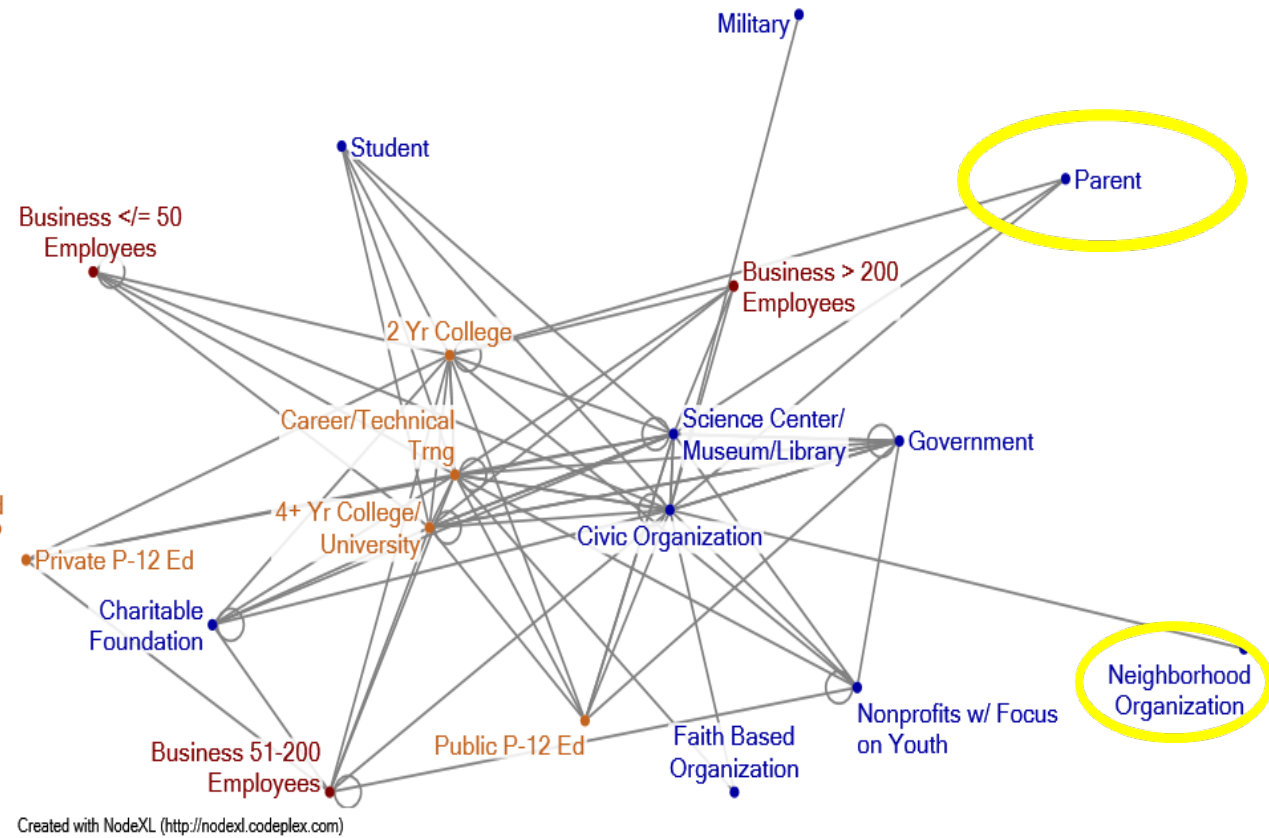 Military
Student
Parent
Business </= 50
Employees
Business > 200
Employees
2 Yr College
Career/Technical
Trng
Science Center/
Museum/Library
Government
4+ Yr College/
University
Civic Organization
Private P-12 Ed
Charitable
Foundation
Neighborhood
Organization
Nonprofits w/ Focus
on Youth
Public P-12 Ed
Faith Based
Organization
Business 51-200
Employees
Created with NodeXL (http://nodexl.codeplex.com)